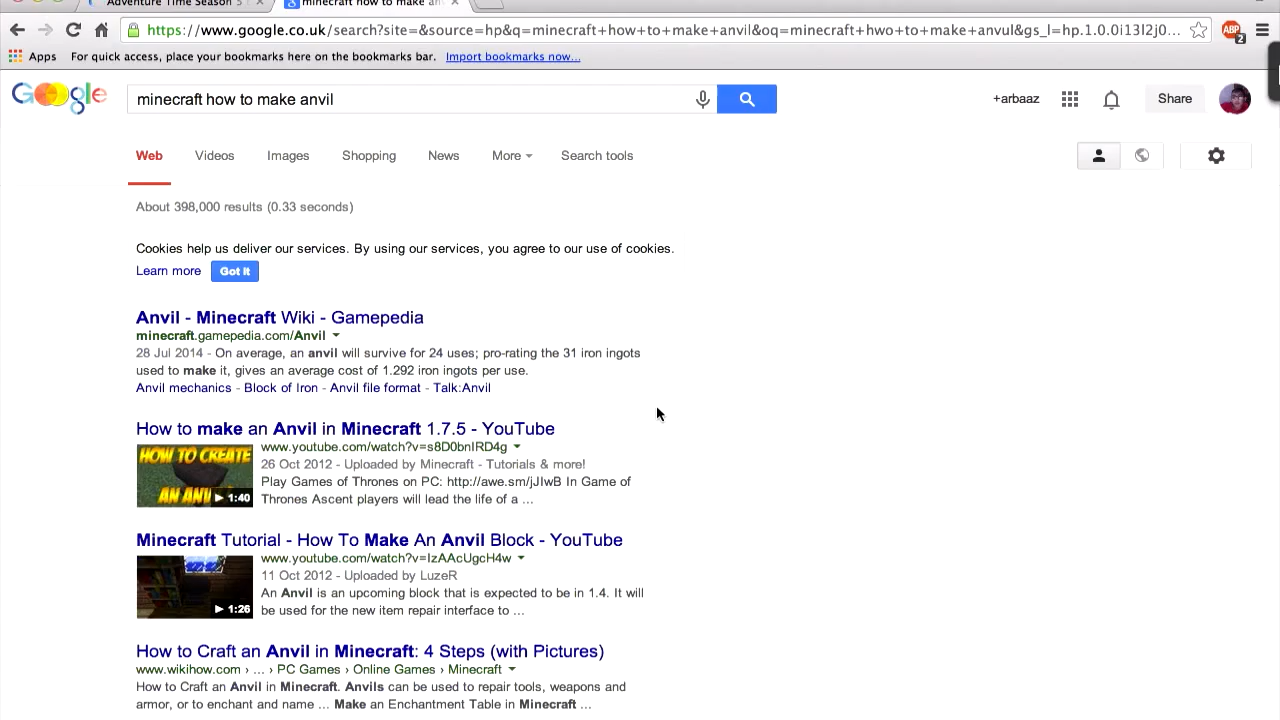 Adventure Time Season 5
minecraft how to make an
https://www.google.co.uk/search?site=&source=hp&q=minecraft+how+to+make+anvil&oq=minecraft+hwo+to+make+anvul&gs_l=hp.1.0.0i13l2j0...
ABP
2
Apps For quick access, place your bookmarks here on the bookmarks bar. Import bookmarks now...
Google
minecraft how to make anvil
+arbaaz
Share
Web Videos Images Shopping News More Search tools
About 398,000 results (0.33 seconds)
Cookies help us deliver our services. By using our services, you agree to our use of cookies.
Learn more Got it
Anvil - Minecraft Wiki - Gamepedia
minecraft.gamepedia.com/Anvil
28 Jul 2014 - On average, an anvil will survive for 24 uses; pro-rating the 31 iron ingots
used to make it, gives an average cost of 1.292 iron ingots per use.
Anvil mechanics - Block of Iron - Anvil file format - Talk:Anvil
How to make an Anvil in Minecraft 1.7.5 - YouTube
HOW TO CREATE
AN ANVIL
1:40
www.youtube.com/watch?v=s8D0bnIRD4g
26 Oct 2012 - Uploaded by Minecraft - Tutorials & more!
Play Games of Thrones on PC: http://awe.sm/jJIwB In Game of
Thrones Ascent players will lead the life of a ...
Minecraft Tutorial - How To Make An Anvil Block - YouTube
1:26
www.youtube.com/watch?v=IzAAcUgcH4w
11 Oct 2012 - Uploaded by LuzeR
An Anvil is an upcoming block that is expected to be in 1.4. It will
be used for the new item repair interface to ...
How to Craft an Anvil in Minecraft: 4 Steps (with Pictures)
www.wikihow.com › ... › PC Games › Online Games › Minecraft
How to Craft an Anvil in Minecraft. Anvils can be used to repair tools, weapons and
armor, or to enchant and name ... Make an Enchantment Table in Minecraft ...